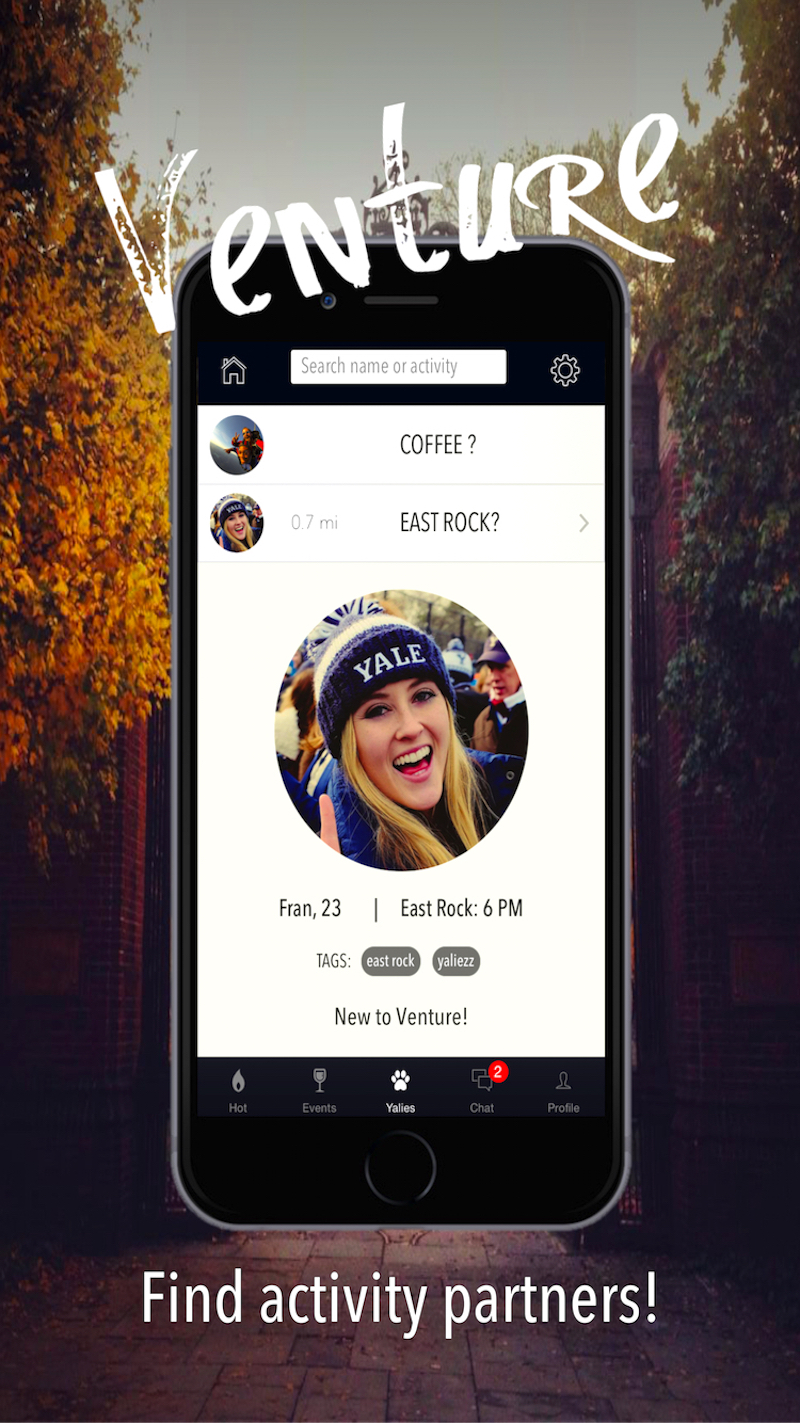 Venture
Search name or activity
COFFEE ?
0.7 mi EAST ROCK?
YALE
YALE
Fran, 23 | East Rock: 6 PM
TAGS: east rock yaliezz
New to Venture!
2
Hot Events Yalies Chat Profile
Find activity partners!